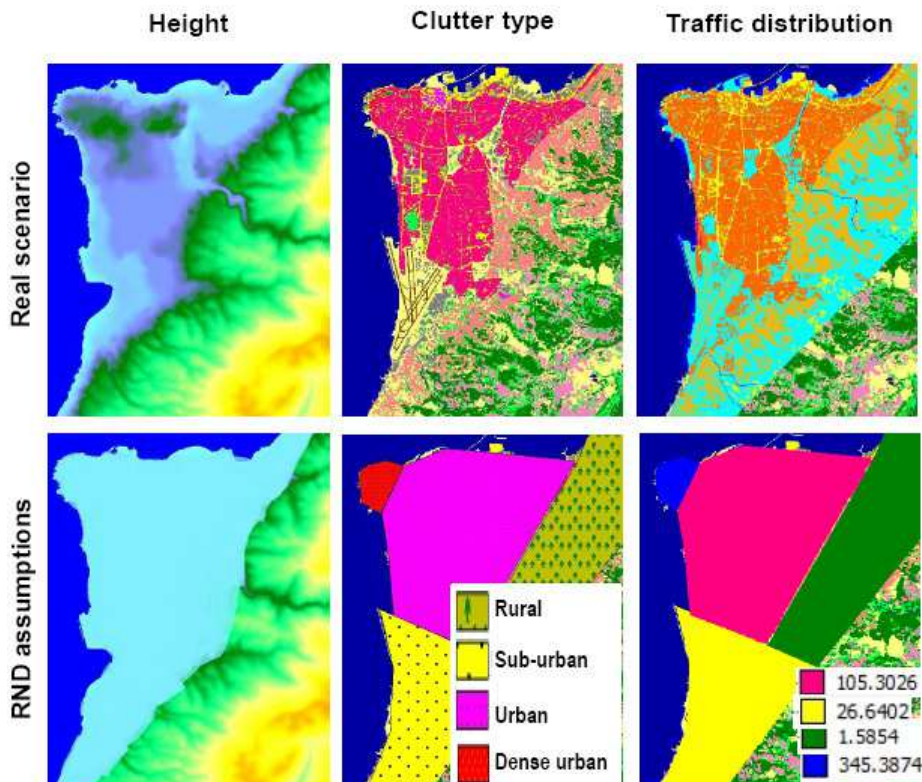 Height
Clutter type
Traffic distribution
Real scenario
RND assumptions
Rural
Sub-urban
Urban
Dense urban
105.3026
26.6402
1.5854
345.3874